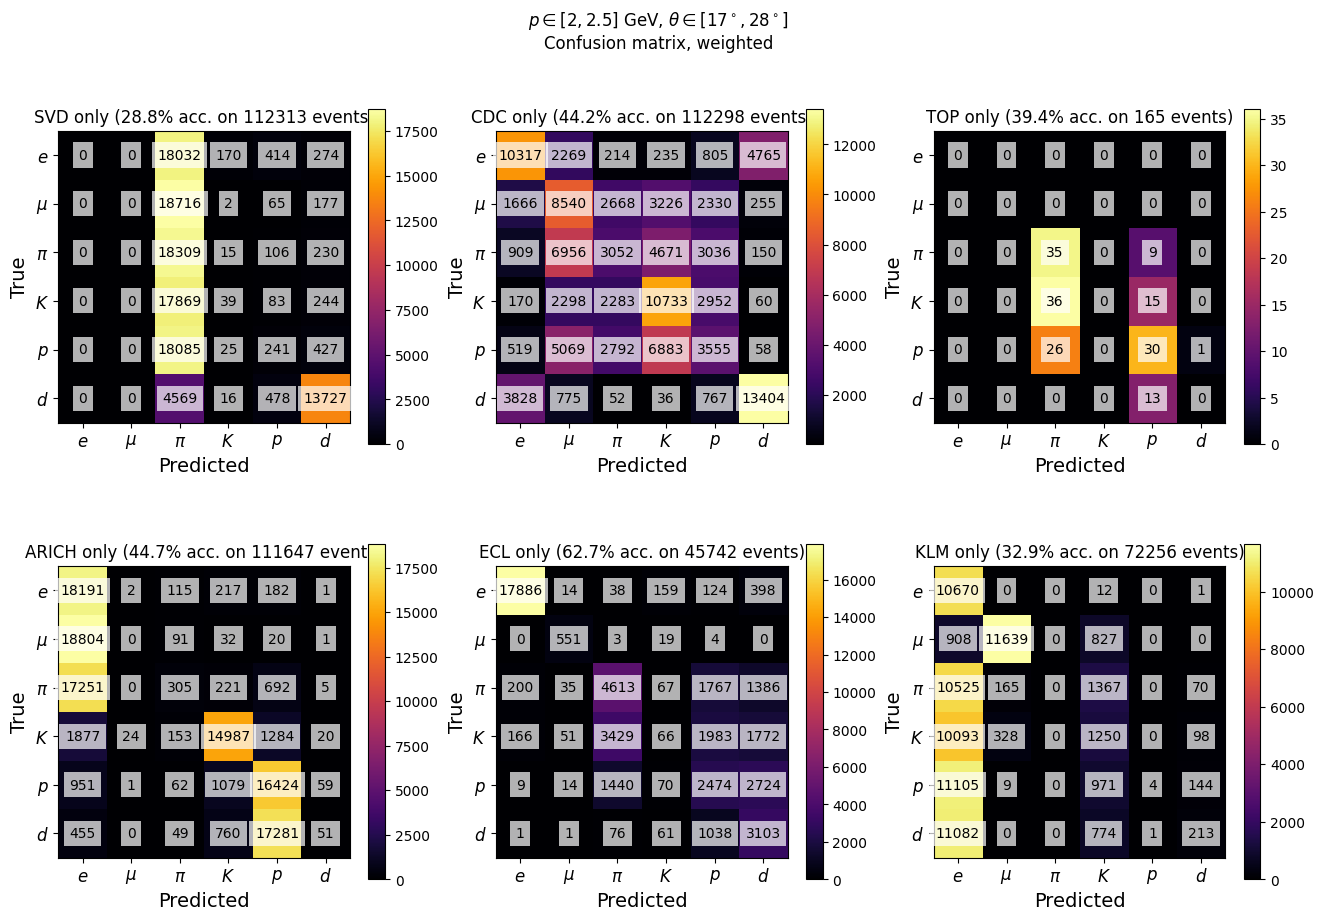 p ∈ [2, 2.5] GeV, θ ∈ [17°, 28°]
Confusion matrix, weighted
SVD only (28.8% acc. on 112313 events
True
e 0 0 18032 170 414 274
μ 0 0 18716 2 65 177
π 0 0 18309 15 106 230
K 0 0 17869 39 83 244
p 0 0 18085 25 241 427
d 0 0 4569 16 478 13727
e μ π K p d
Predicted
17500
15000
12500
10000
7500
5000
2500
0
CDC only (44.2% acc. on 112298 events
True
e 10317 2269 214 235 805 4765
μ 1666 8540 2668 3226 2330 255
π 909 6956 3052 4671 3036 150
K 170 2298 2283 10733 2952 60
p 519 5069 2792 6883 3555 58
d 3828 775 52 36 767 13404
e μ π K p d
Predicted
12000
10000
8000
6000
4000
2000
TOP only (39.4% acc. on 165 events)
True
e 0 0 0 0 0 0
μ 0 0 0 0 0 0
π 0 0 35 0 9 0
K 0 0 36 0 15 0
p 0 0 26 0 30 1
d 0 0 0 0 13 0
e μ π K p d
Predicted
35
30
25
20
15
10
5
0
ARICH only (44.7% acc. on 111647 event
True
e 18191 2 115 217 182 1
μ 18804 0 91 32 20 1
π 17251 0 305 221 692 5
K 1877 24 153 14987 1284 20
p 951 1 62 1079 16424 59
d 455 0 49 760 17281 51
e μ π K p d
Predicted
17500
15000
12500
10000
7500
5000
2500
0
ECL only (62.7% acc. on 45742 events)
True
e 17886 14 38 159 124 398
μ 0 551 3 19 4 0
π 200 35 4613 67 1767 1386
K 166 51 3429 66 1983 1772
p 9 14 1440 70 2474 2724
d 1 1 76 61 1038 3103
e μ π K p d
Predicted
16000
14000
12000
10000
8000
6000
4000
2000
0
KLM only (32.9% acc. on 72256 events)
True
e 10670 0 0 12 0 1
μ 908 11639 0 827 0 0
π 10525 165 0 1367 0 70
K 10093 328 0 1250 0 98
p 11105 9 0 971 4 144
d 11082 0 0 774 1 213
e μ π K p d
Predicted
10000
8000
6000
4000
2000
0